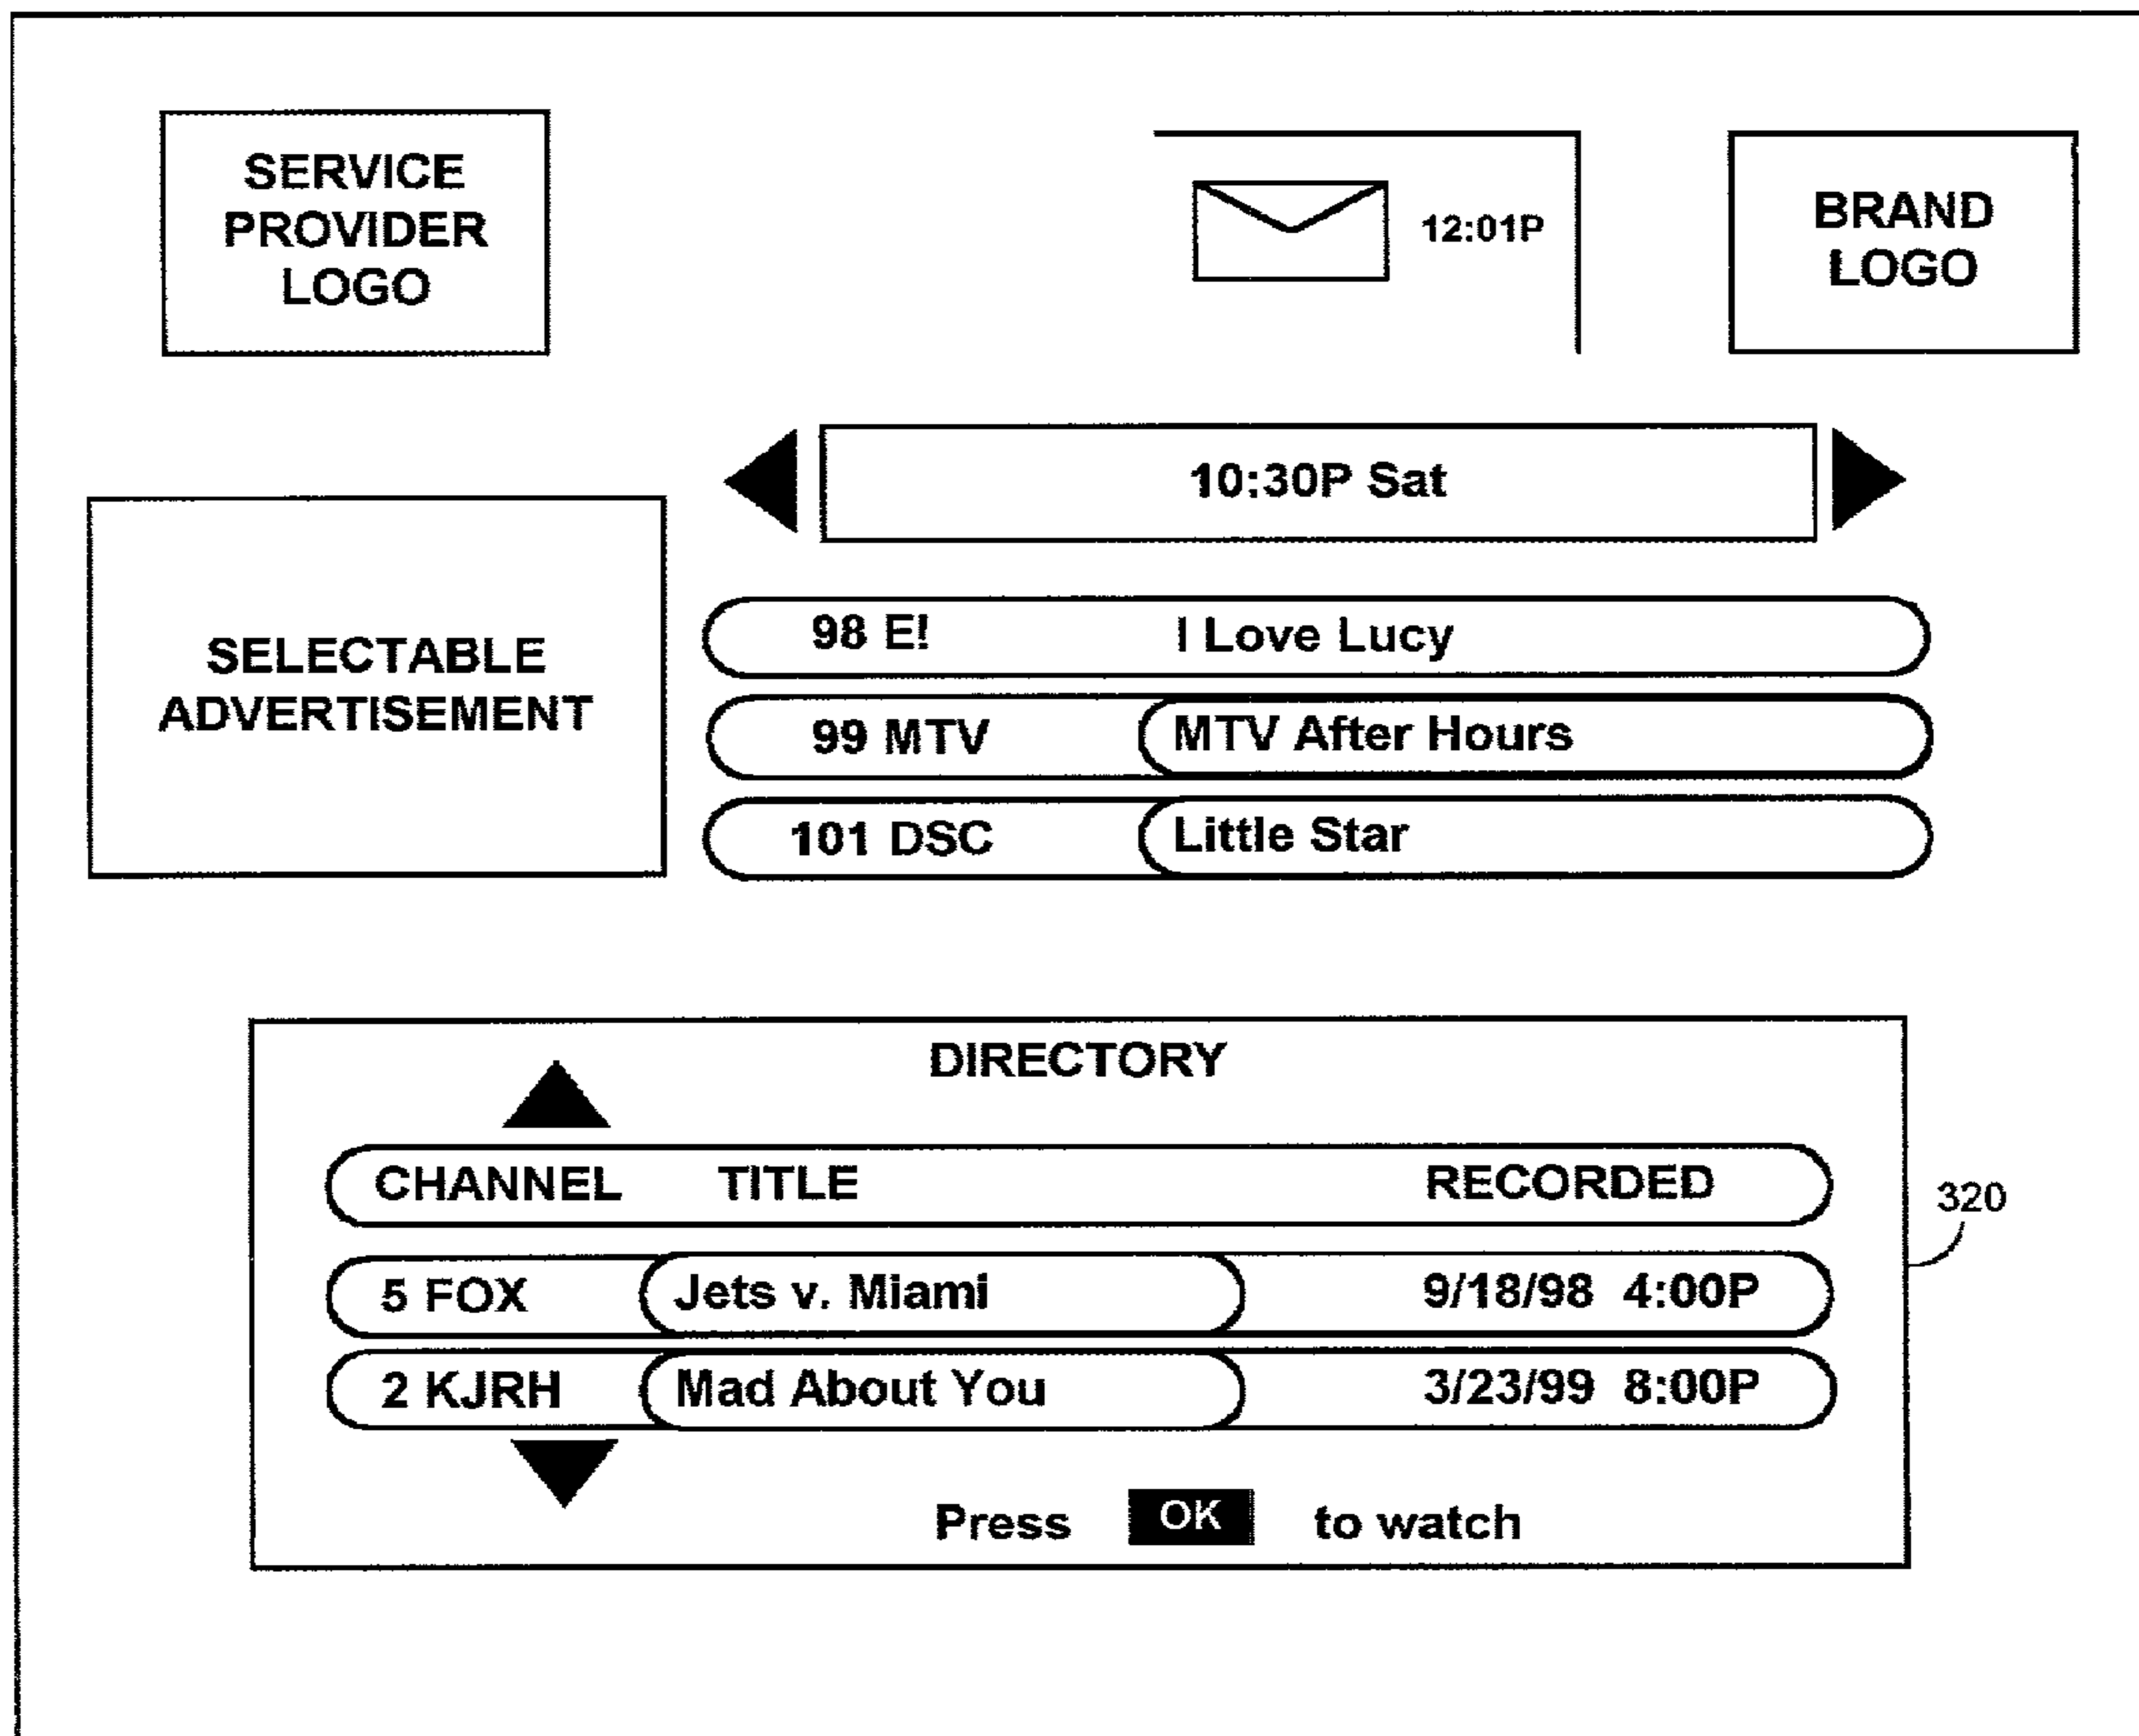 SERVICE
PROVIDER
LOGO
12:01P
BRAND
LOGO
10:30P Sat
SELECTABLE
ADVERTISEMENT
98 E! I Love Lucy
99 MTV MTV After Hours
101 DSC Little Star
DIRECTORY
CHANNEL TITLE RECORDED
5 FOX Jets v. Miami 9/18/98 4:00P
2 KJRH Mad About You 3/23/99 8:00P
Press OK to watch
320